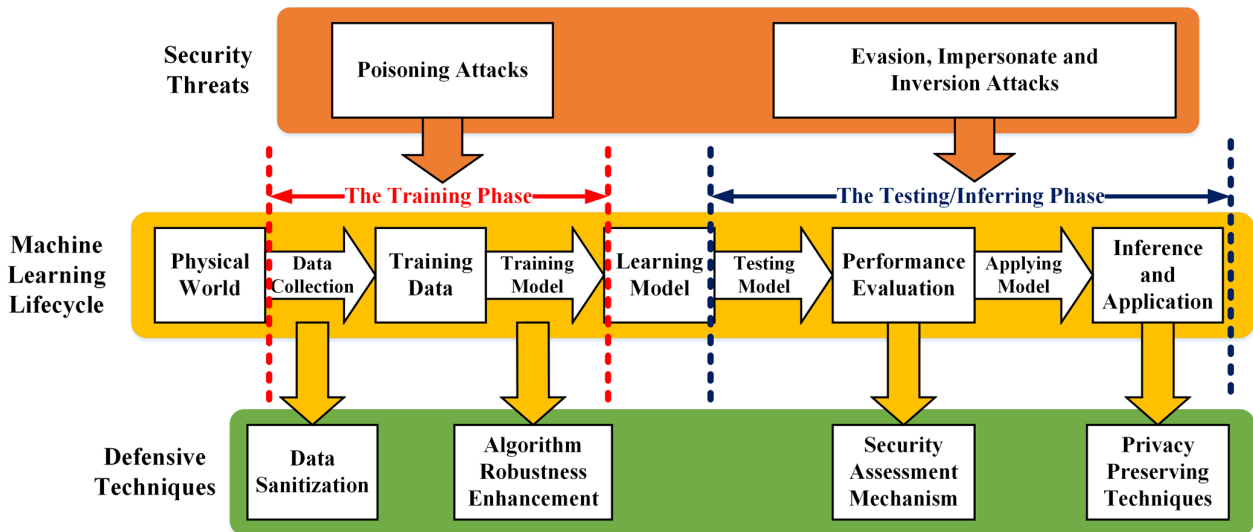 Security
Threats
Poisoning Attacks
Evasion, Impersonate and
Inversion Attacks
The Training Phase
The Testing/Inferring Phase
Machine
Learning
Lifecycle
Physical
World
Data
Collection
Training
Data
Training
Model
Learning
Model
Testing
Model
Performance
Evaluation
Applying
Model
Inference
and
Application
Defensive
Techniques
Data
Sanitization
Algorithm
Robustness
Enhancement
Security
Assessment
Mechanism
Privacy
Preserving
Techniques